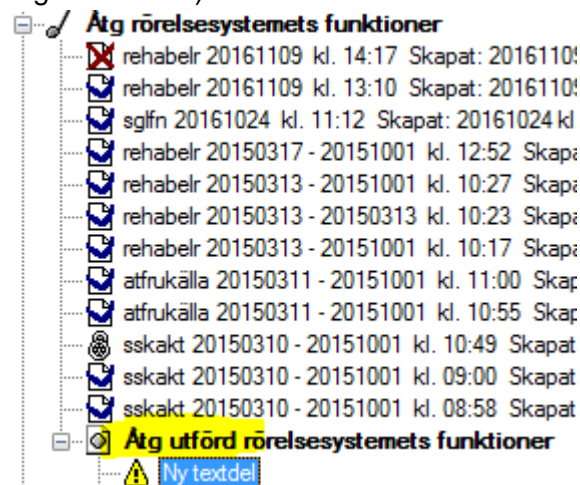 Åtg rörelsesystemets funktioner
rehabelr 20161109 kl. 14:17 Skapat: 20161109
rehabelr 20161109 kl. 13:10 Skapat: 20161109
sglfn 20161024 kl. 11:12 Skapat: 20161024 kl
rehabelr 20150317 - 20151001 kl. 12:52 Skapa
rehabelr 20150313 - 20151001 kl. 10:27 Skapa
rehabelr 20150313 - 20150313 kl. 10:23 Skapa
rehabelr 20150313 - 20151001 kl. 10:17 Skapa
atfrukälla 20150311 - 20151001 kl. 11:00 Skap
atfrukälla 20150311 - 20151001 kl. 10:55 Skap
sskakt 20150310 - 20151001 kl. 10:49 Skapat
sskakt 20150310 - 20151001 kl. 09:00 Skapat
sskakt 20150310 - 20151001 kl. 08:58 Skapat
Åtg utförd rörelsesystemets funktioner
Ny textdel